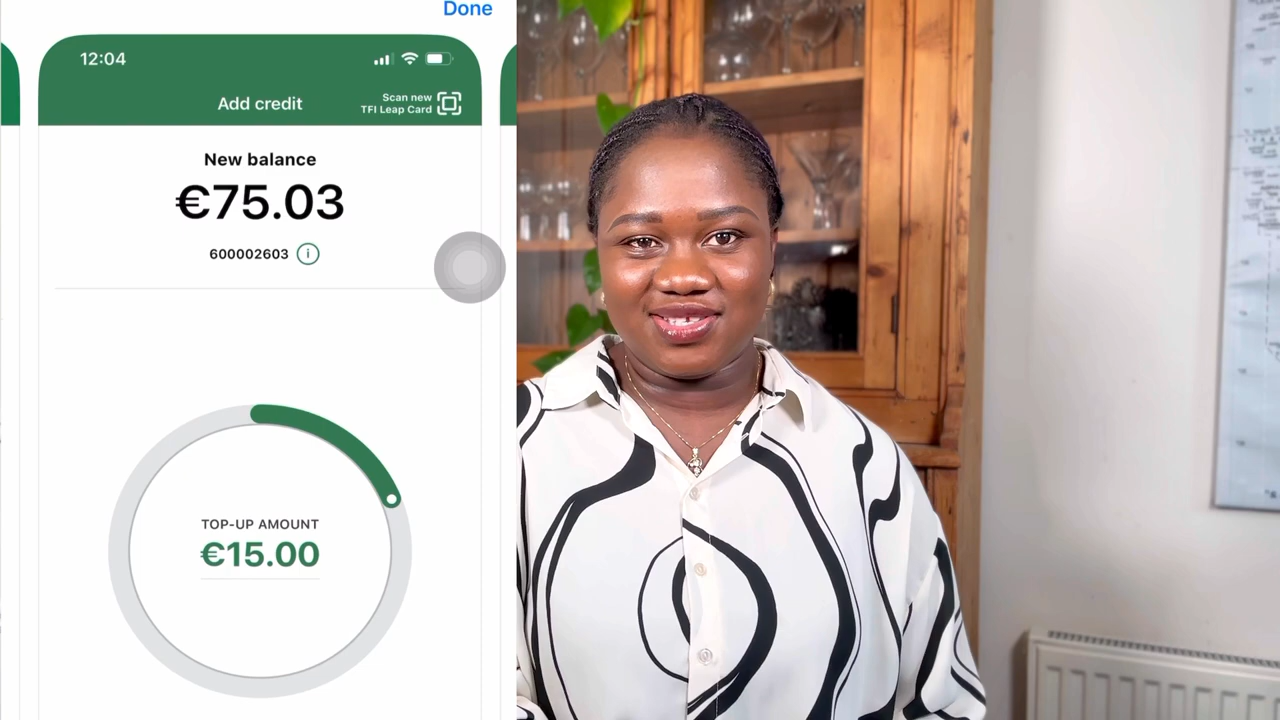 Done
12:04
Add credit
Scan new
TFI Leap Card
New balance
€75.03
600002603 i
TOP-UP AMOUNT
€15.00